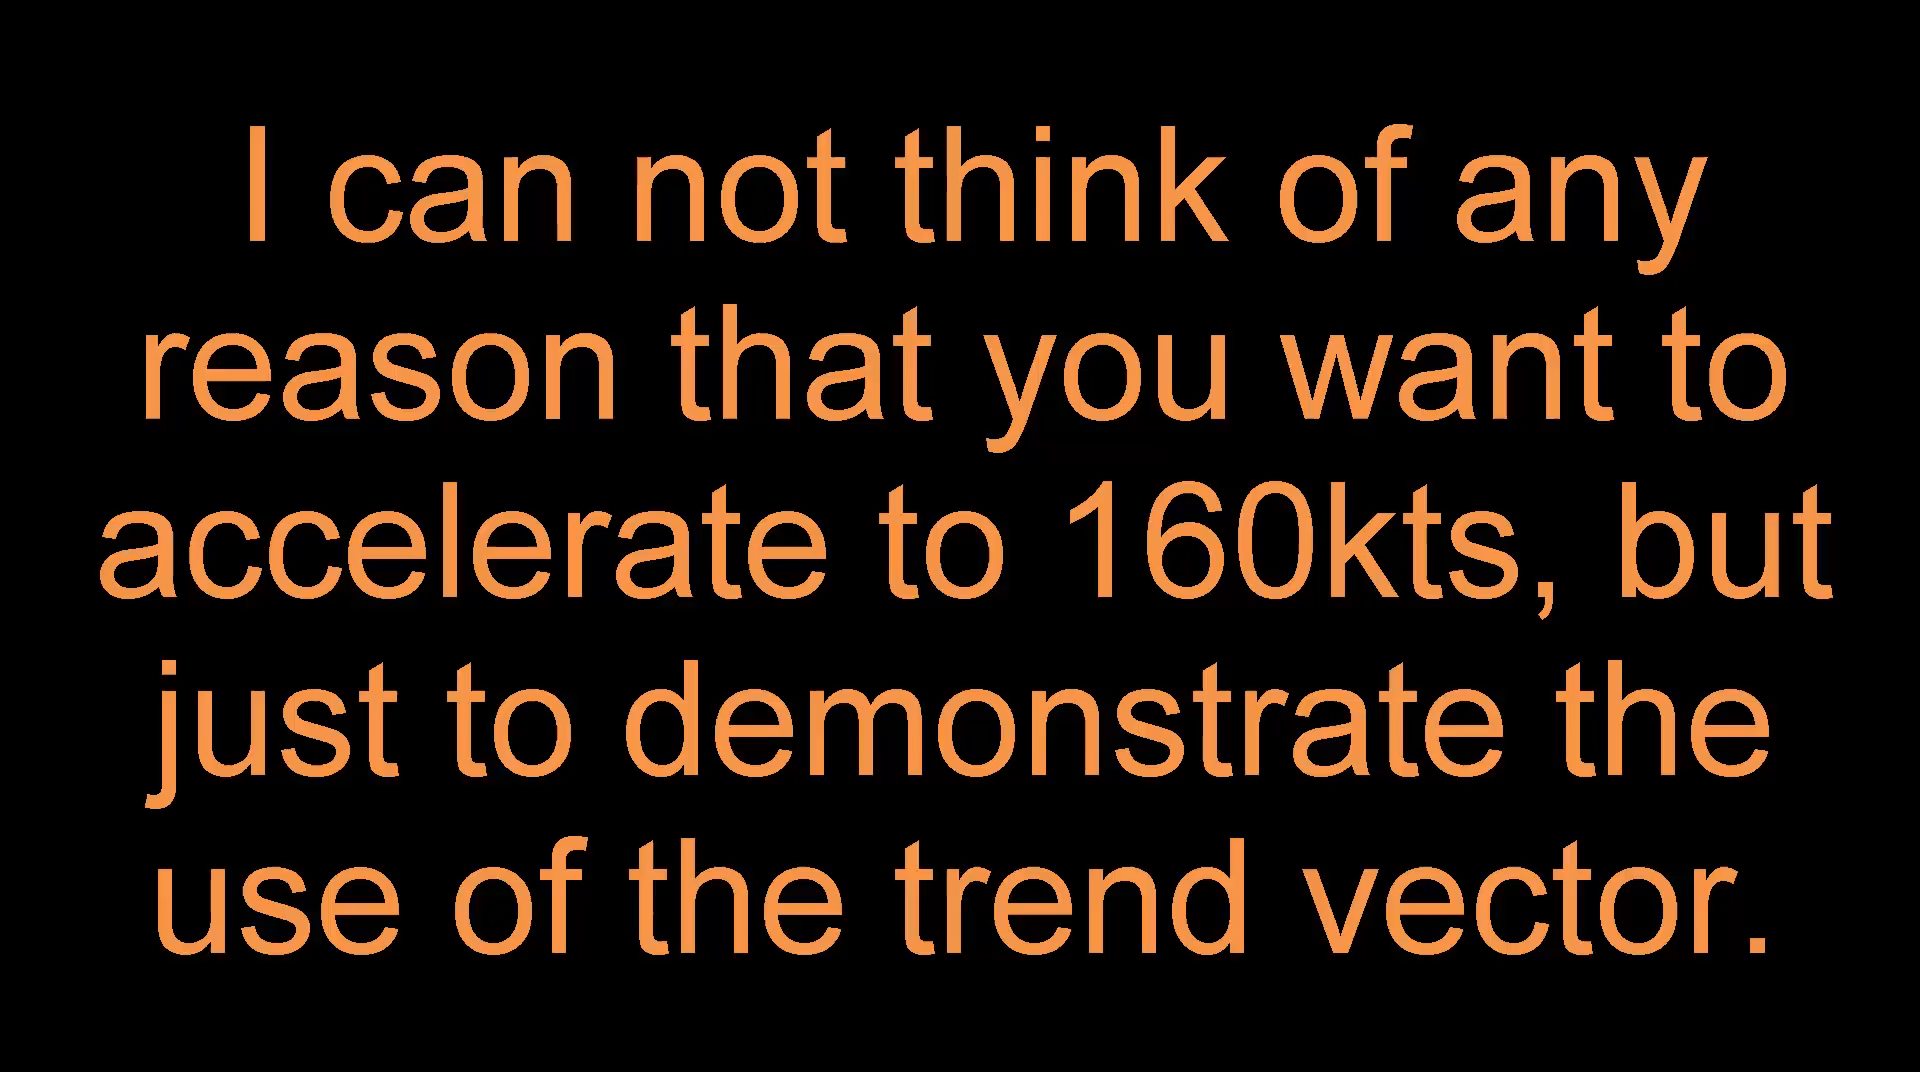 I can not think of any
reason that you want to
accelerate to 160kts, but
just to demonstrate the
use of the trend vector.